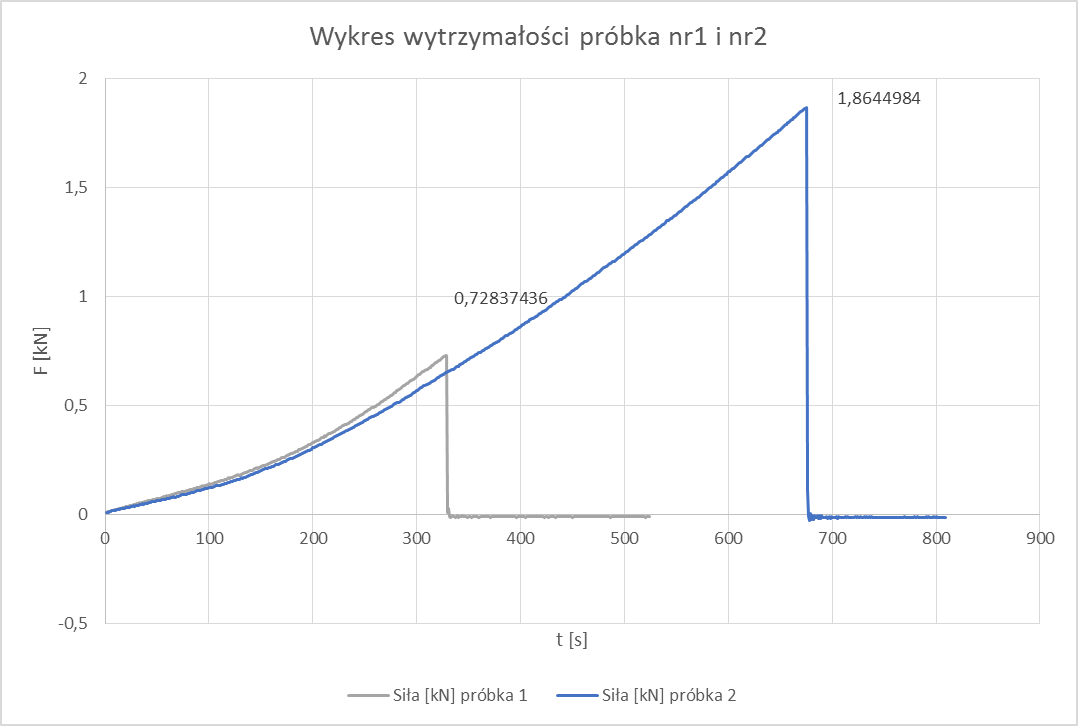 Wykres wytrzymałości próbka nr1 i nr2
2
1,8644984
1,5
1
0,72837436
F [kN]
0,5
0
0 100 200 300 400 500 600 700 800 900
-0,5
t [s]
Siła [kN] próbka 1 Siła [kN] próbka 2